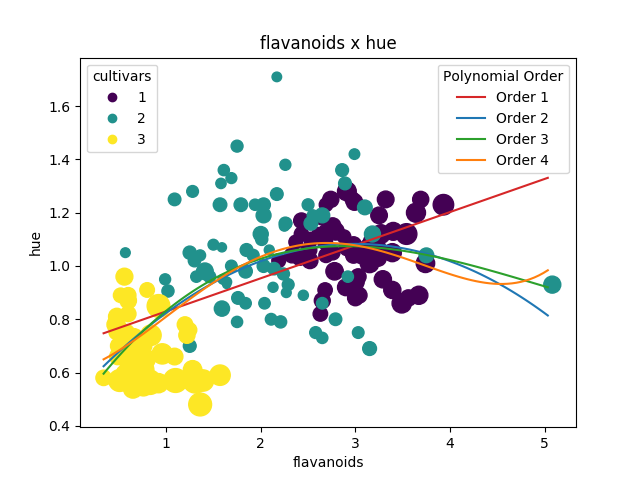 flavanoids x hue
cultivars
1
2
3
Polynomial Order
Order 1
Order 2
Order 3
Order 4
hue
1.6
1.4
1.2
1.0
0.8
0.6
0.4
1 2 3 4 5
flavanoids